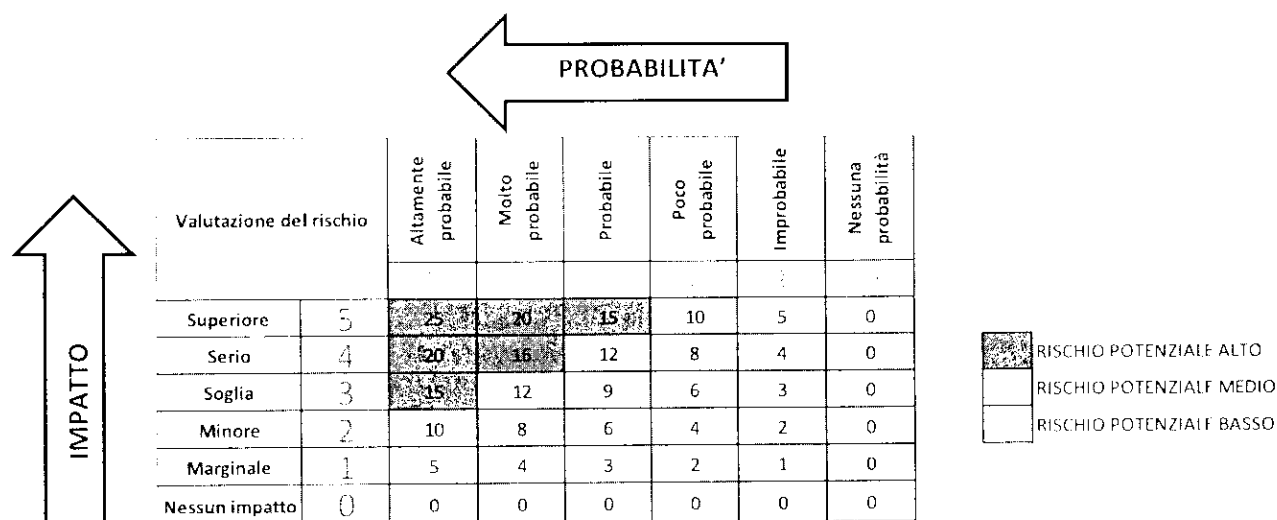 PROBABILITA'
Valutazione del rischio
Altamente probabile
Molto probabile
Probabile
Poco probabile
Improbabile
Nessuna probabilità
IMPATTO
Superiore 5 25 20 15 10 5 0
Serio 4 20 16 12 8 4 0
Soglia 3 15 12 9 6 3 0
Minore 2 10 8 6 4 2 0
Marginale 1 5 4 3 2 1 0
Nessun impatto 0 0 0 0 0 0 0
RISCHIO POTENZIALE ALTO
RISCHIO POTENZIALE MEDIO
RISCHIO POTENZIALE BASSO